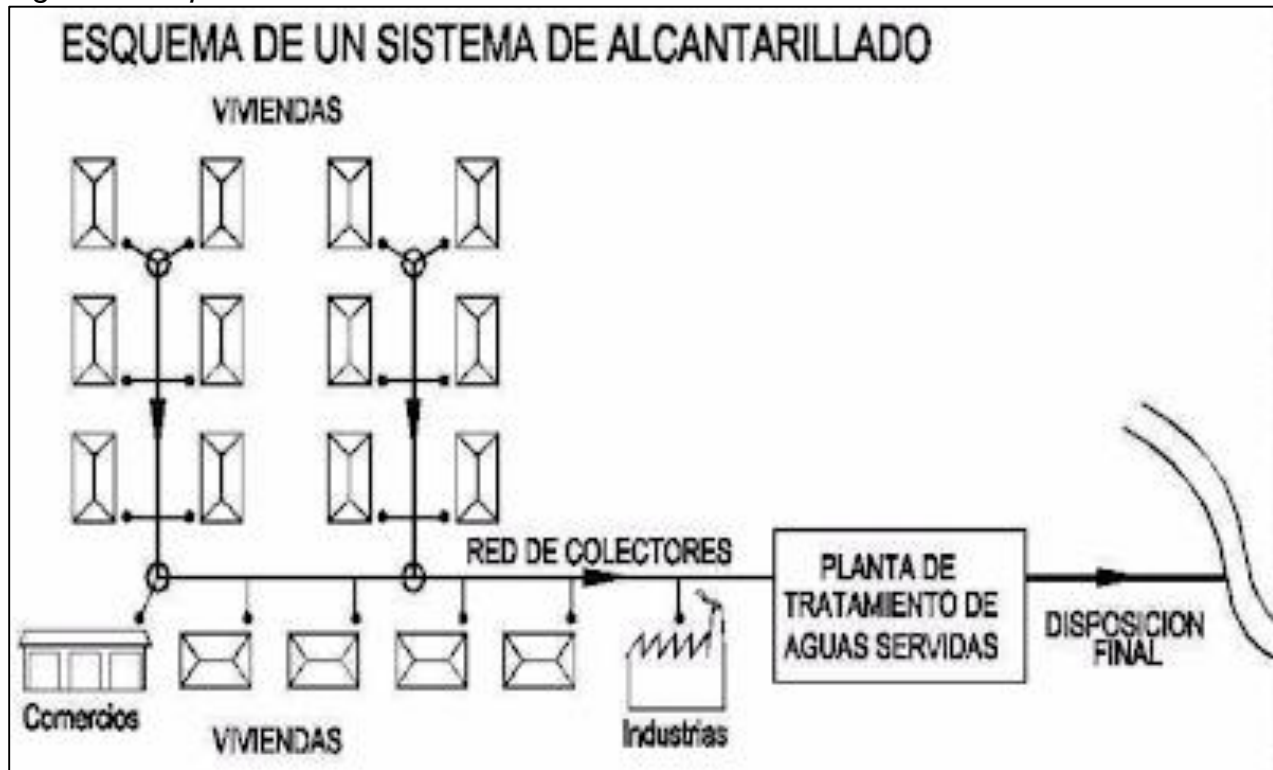 ESQUEMA DE UN SISTEMA DE ALCANTARILLADO
VIVIENDAS
RED DE COLECTORES
PLANTA DE
TRATAMIENTO DE
AGUAS SERVIDAS
DISPOSICION
FINAL
Comercios
VIVIENDAS
Industrias